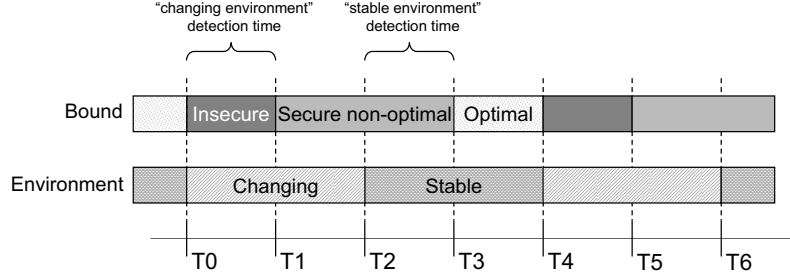 “changing environment” “stable environment”
detection time detection time
Bound Insecure Secure non-optimal Optimal
Environment Changing Stable
T0 T1 T2 T3 T4 T5 T6